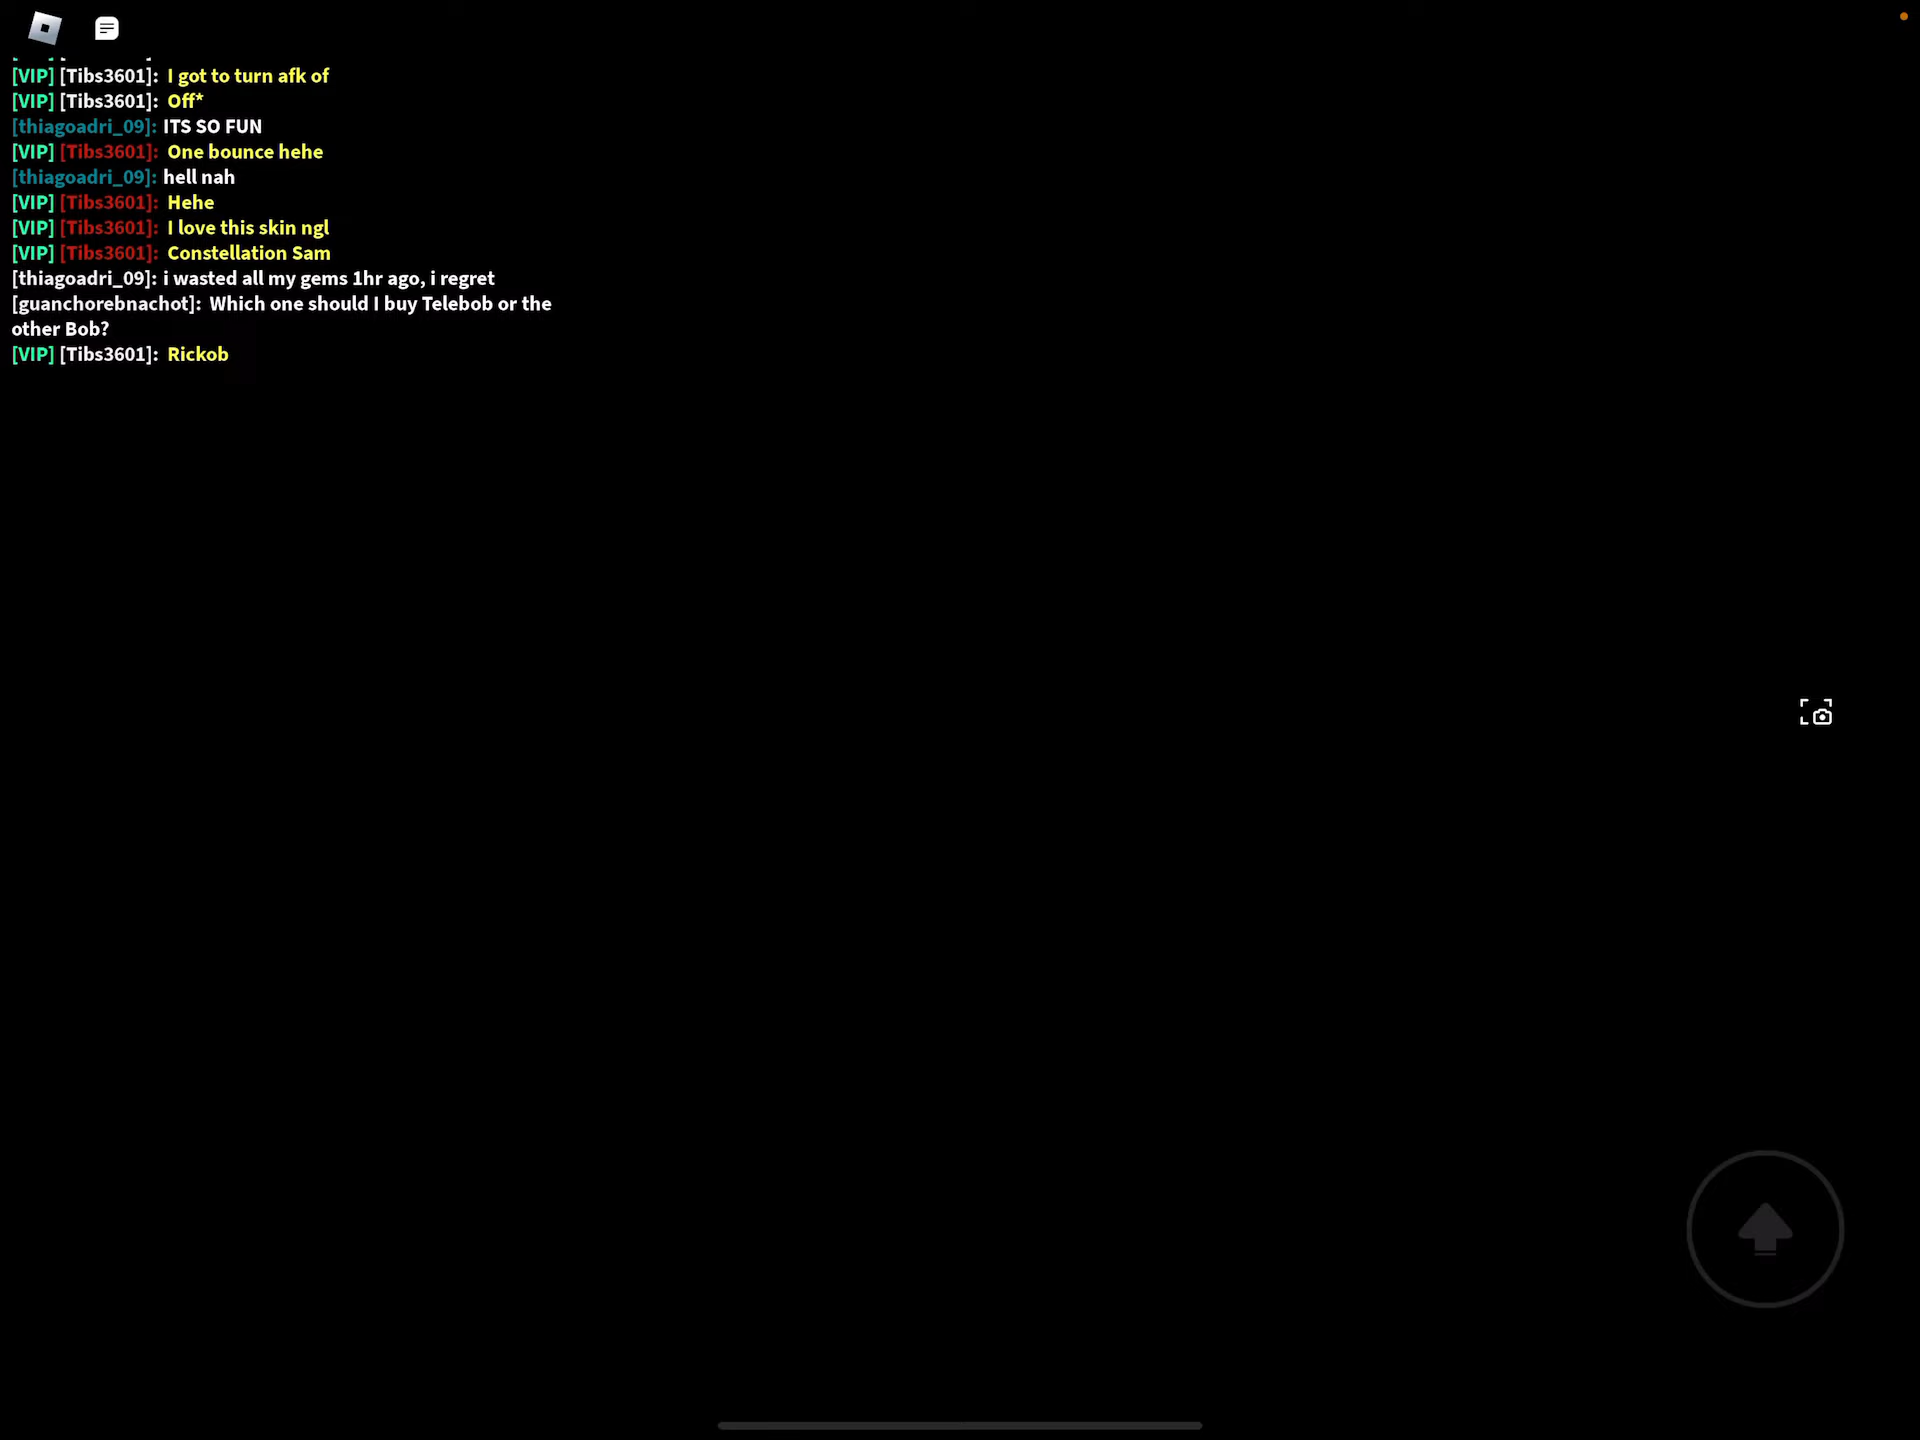 [VIP] [Tibs3601]: I got to turn afk of
[VIP] [Tibs3601]: Off*
[thiagoadri_09]: ITS SO FUN
[VIP] [Tibs3601]: One bounce hehe
[thiagoadri_09]: hell nah
[VIP] [Tibs3601]: Hehe
[VIP] [Tibs3601]: I love this skin ngl
[VIP] [Tibs3601]: Constellation Sam
[thiagoadri_09]: i wasted all my gems 1hr ago, i regret
[guanchorebnachot]: Which one should I buy Telebob or the
other Bob?
[VIP] [Tibs3601]: Rickob